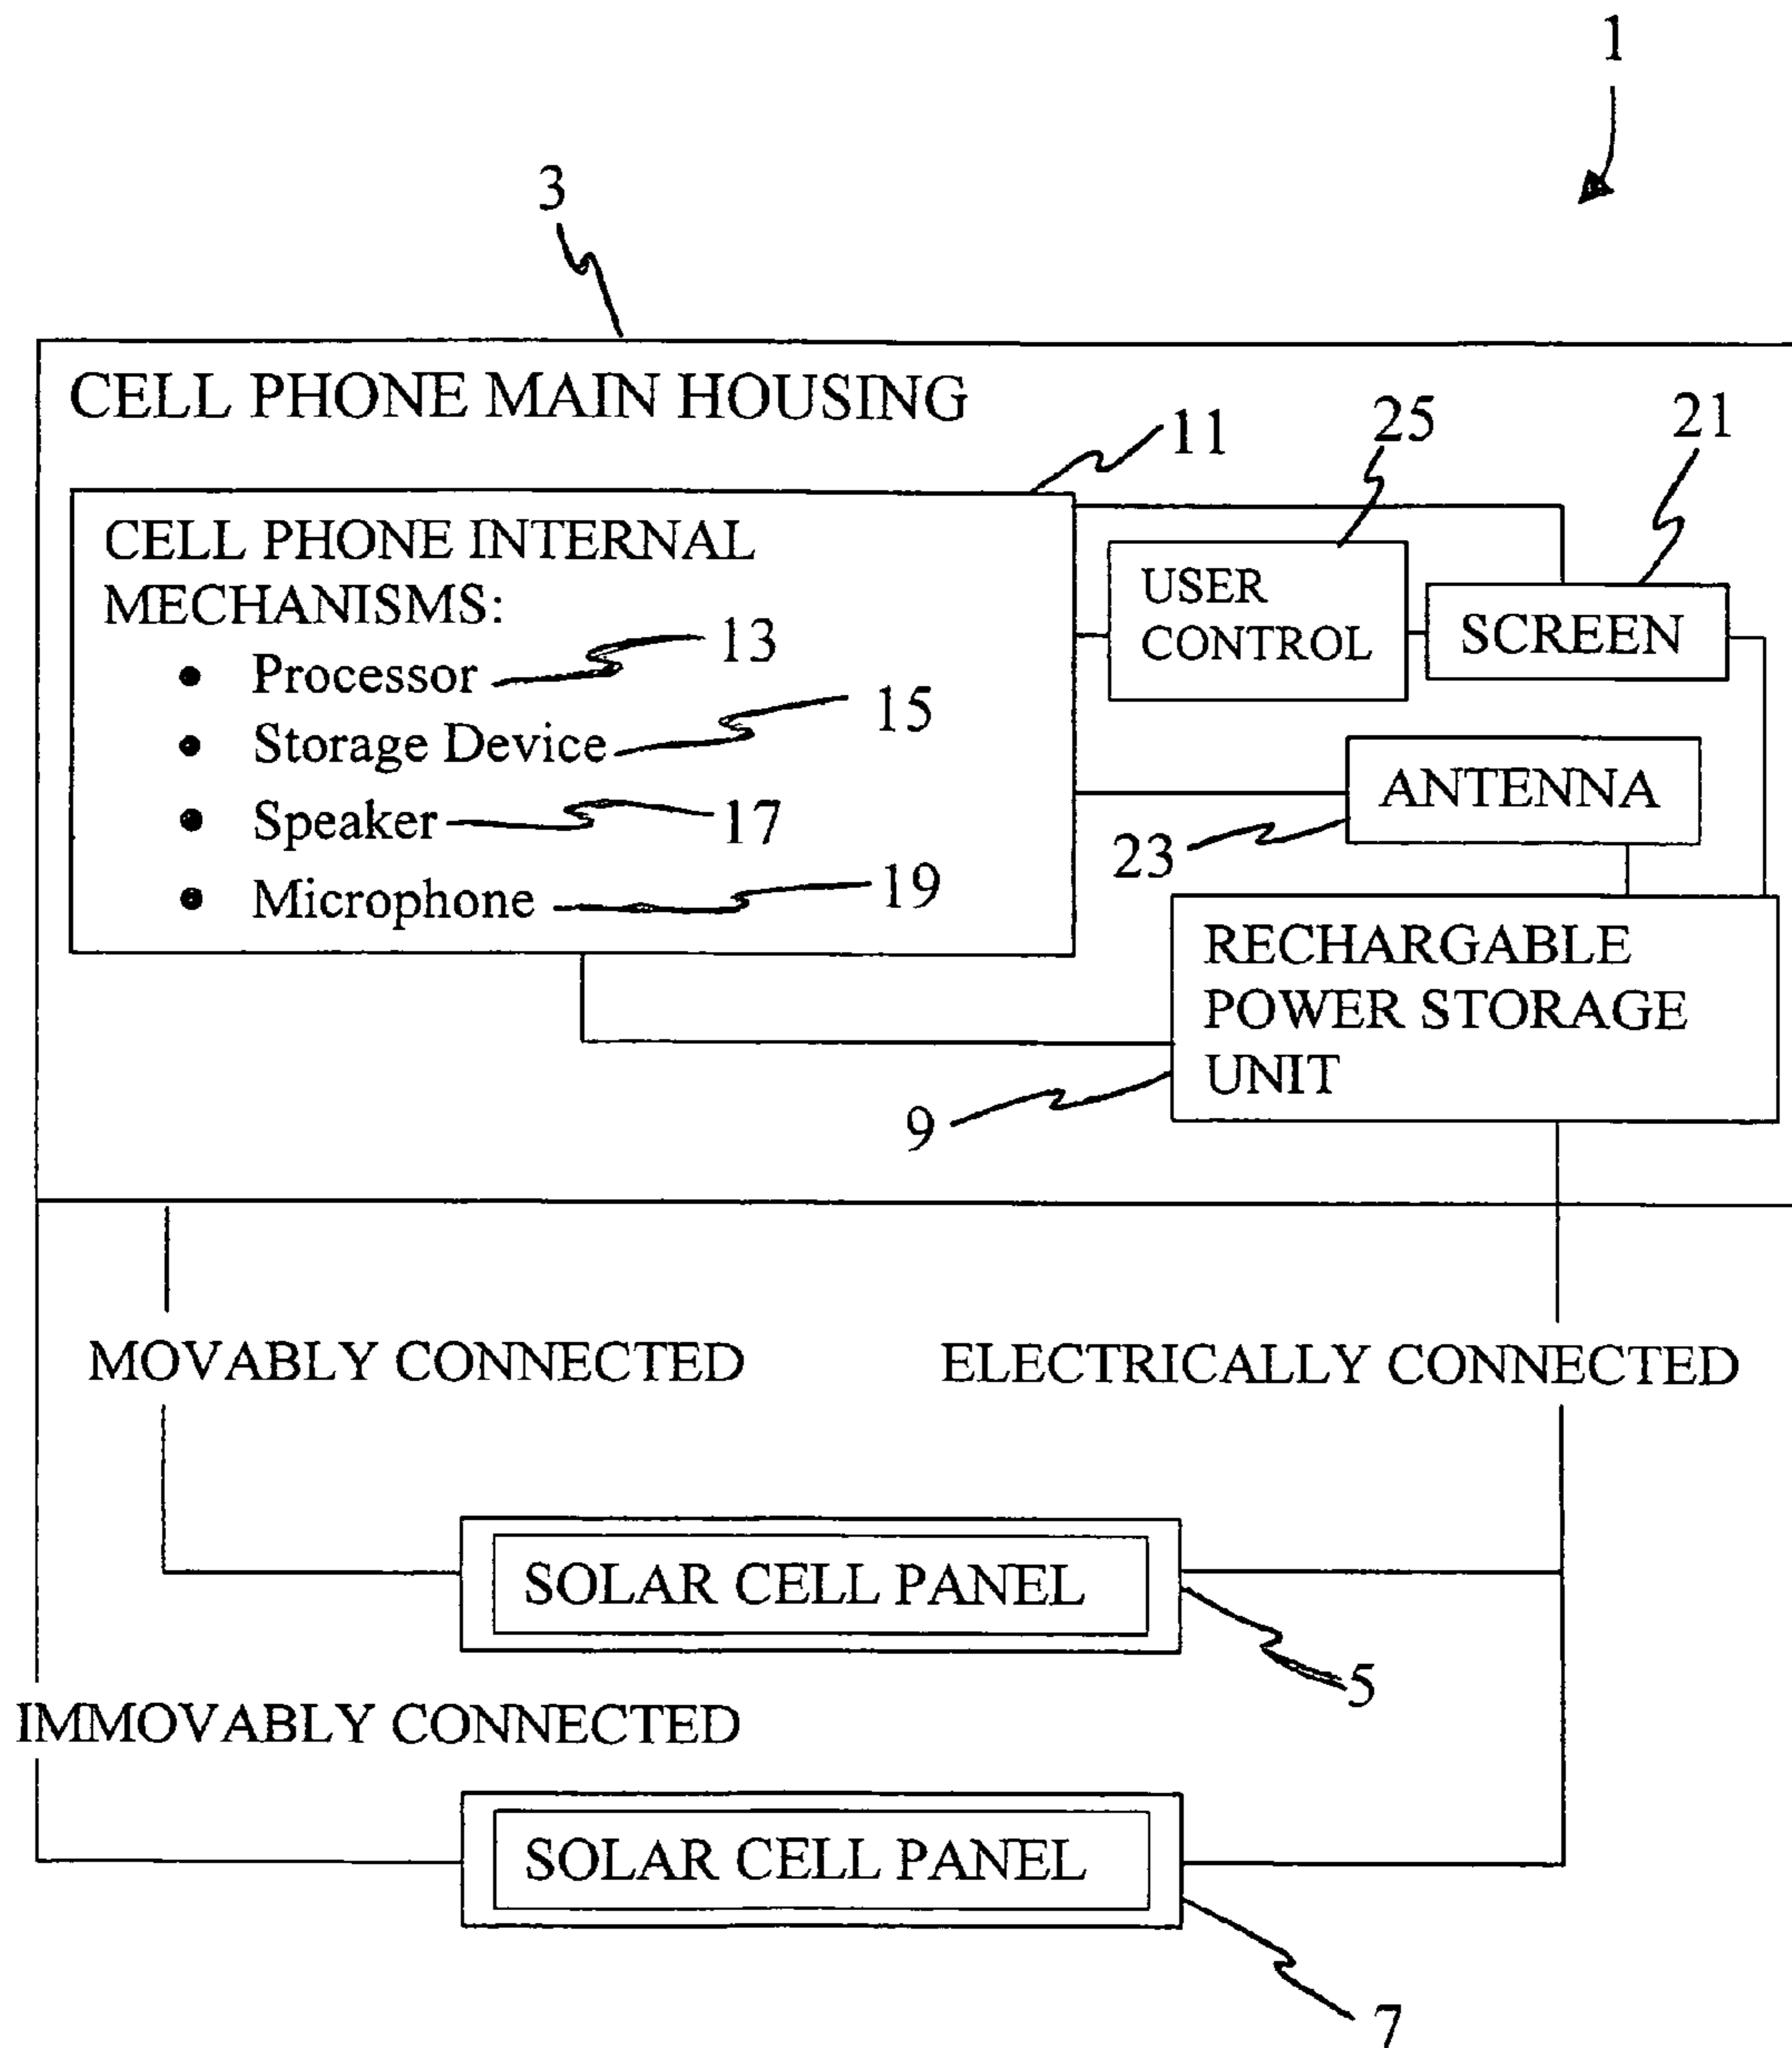 1
3
CELL PHONE MAIN HOUSING
11
25
21
CELL PHONE INTERNAL
MECHANISMS:
• Processor 13
• Storage Device 15
• Speaker 17
• Microphone 19
USER
CONTROL
SCREEN
ANTENNA
23
RECHARGABLE
POWER STORAGE
UNIT
9
MOVABLY CONNECTED
ELECTRICALLY CONNECTED
SOLAR CELL PANEL
5
IMMOVABLY CONNECTED
SOLAR CELL PANEL
7